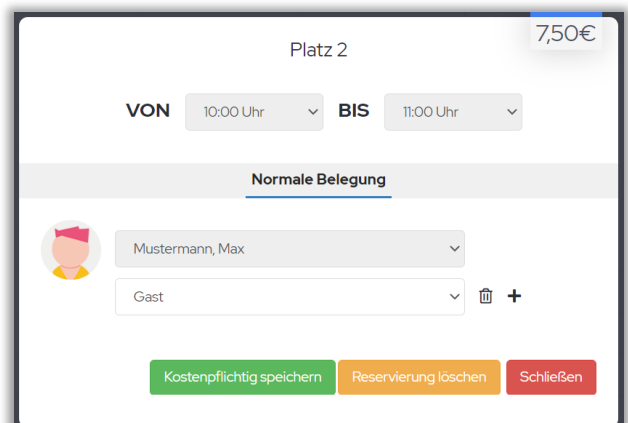 7,50€
Platz 2
VON 10:00 Uhr BIS 11:00 Uhr
Normale Belegung
Mustermann, Max
Gast
Kostenpflichtig speichern Reservierung löschen Schließen